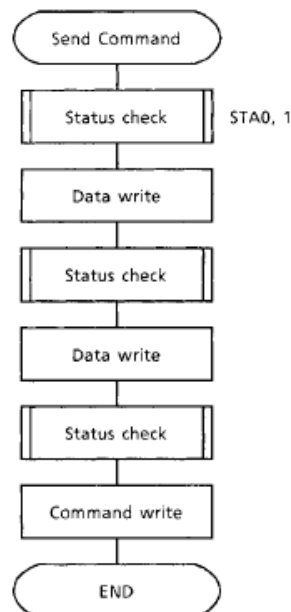 Send Command
Status check STA0, 1
Data write
Status check
Data write
Status check
Command write
END